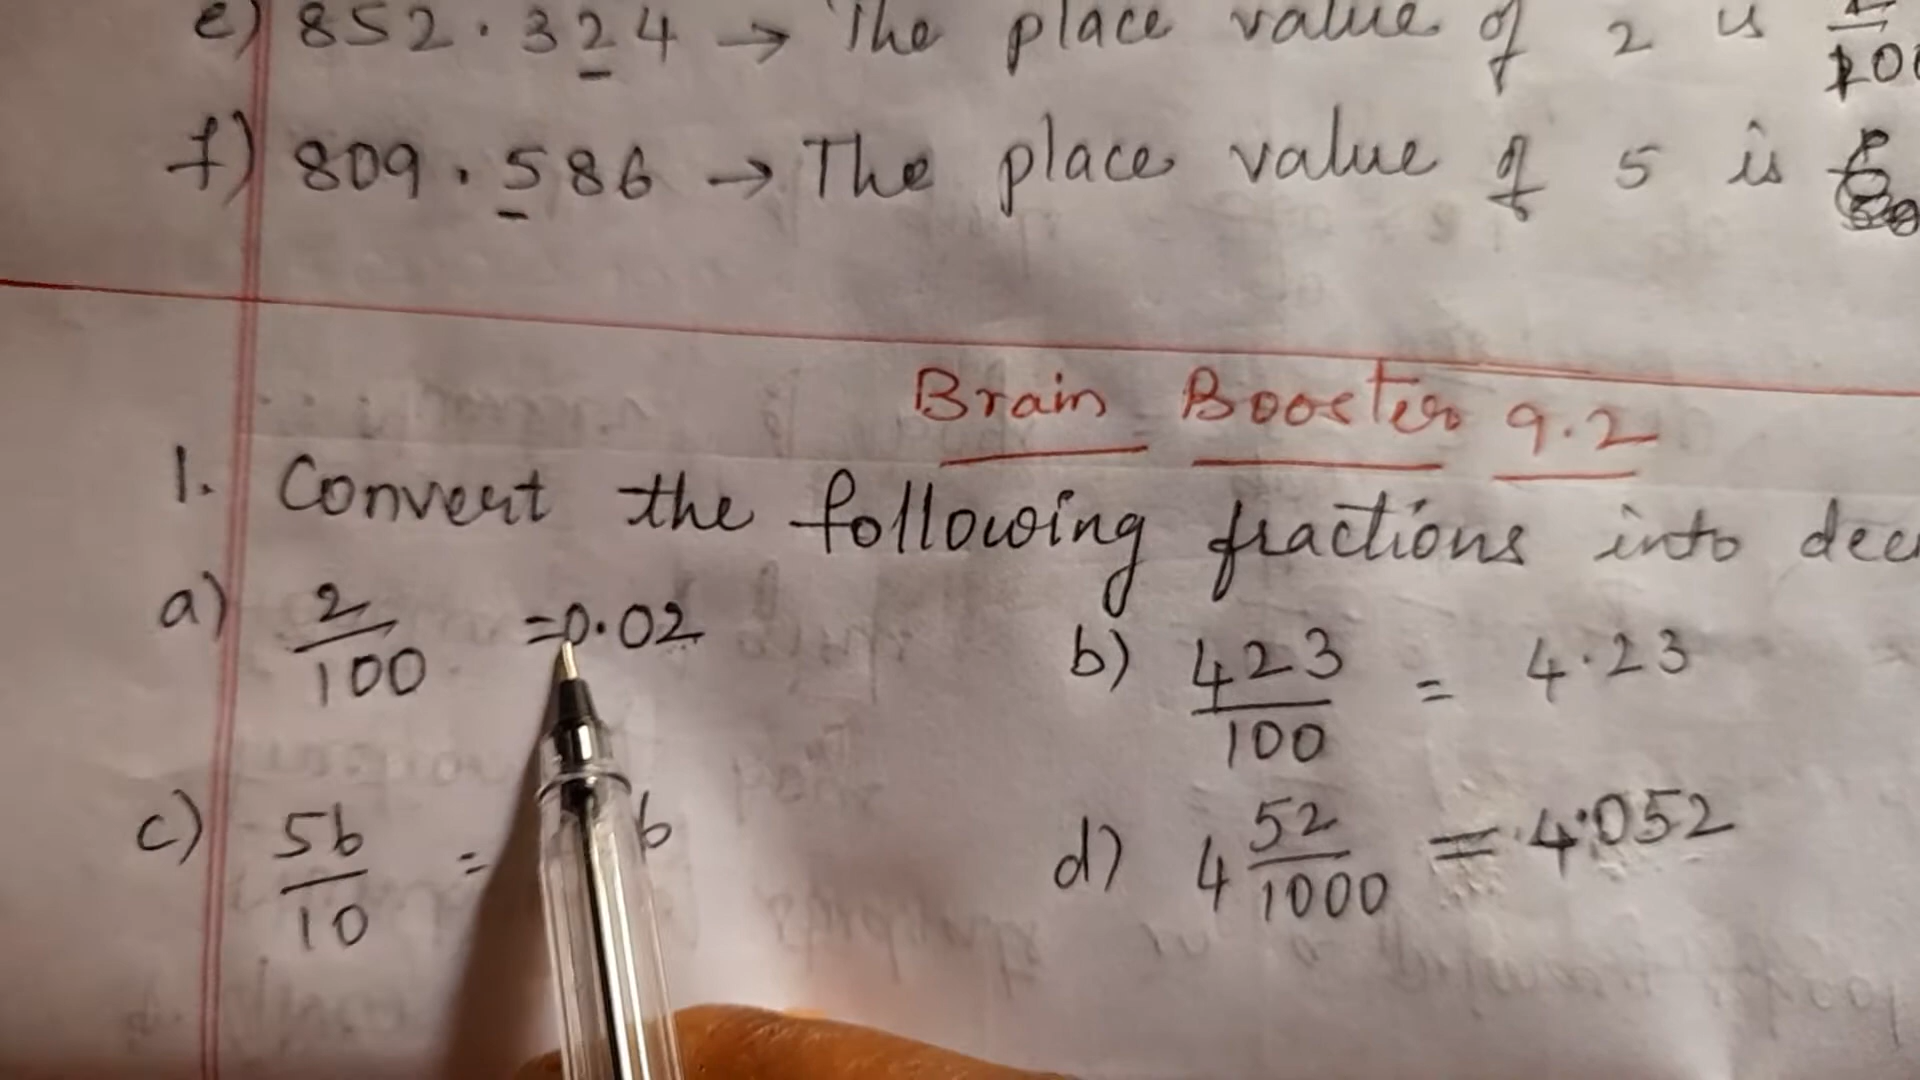 e) 852.324 → The place value of 2 is
f) 809.586 → The place value of 5 is
Brain Booster 9.2
1. Convert the following fractions into
a) 2/100 = 0.02
b) 423/100 = 4.23
c) 56/10 =
d) 4 52/1000 = 4.052